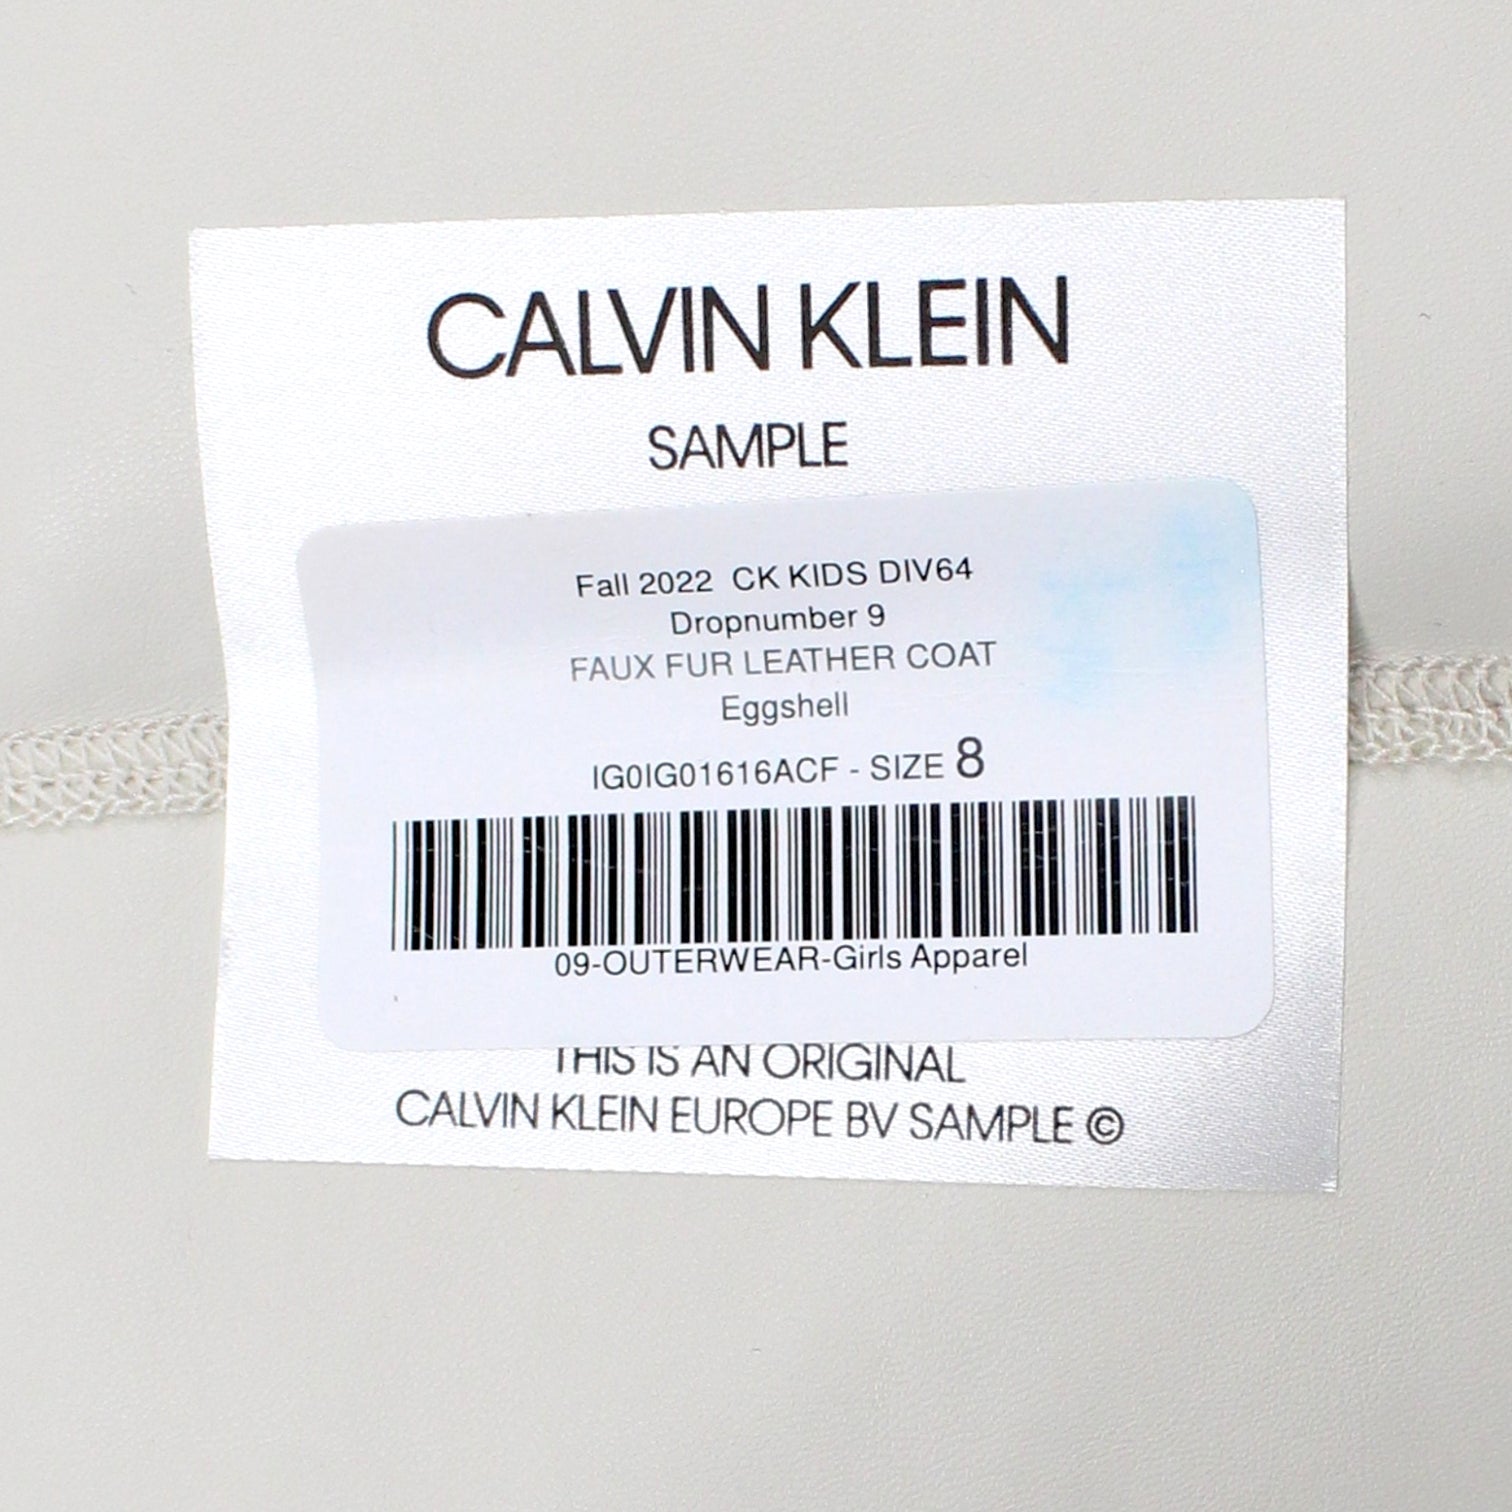 CALVIN KLEIN
SAMPLE
Fall 2022 CK KIDS DIV64
Dropnumber 9
FAUX FUR LEATHER COAT
Eggshell
IG0IG01616ACF - SIZE 8
09-OUTERWEAR-Girls Apparel
THIS IS AN ORIGINAL
CALVIN KLEIN EUROPE BV SAMPLE ©